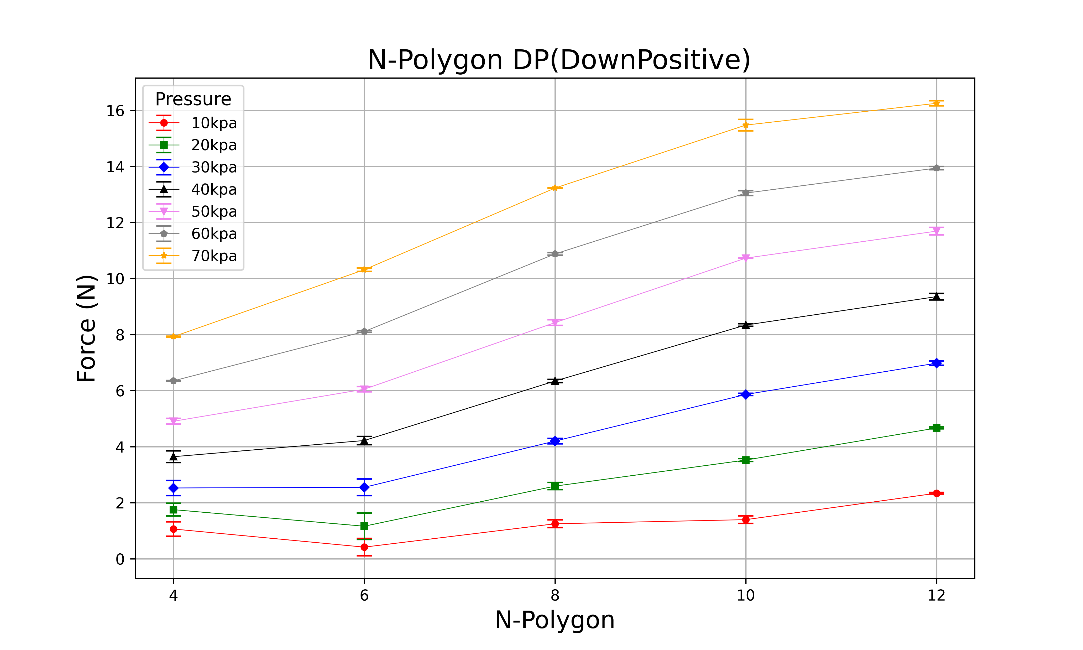 N-Polygon DP(DownPositive)
Pressure
10kpa
20kpa
30kpa
40kpa
50kpa
60kpa
70kpa
Force (N)
16
14
12
10
8
6
4
2
0
4 6 8 10 12
N-Polygon